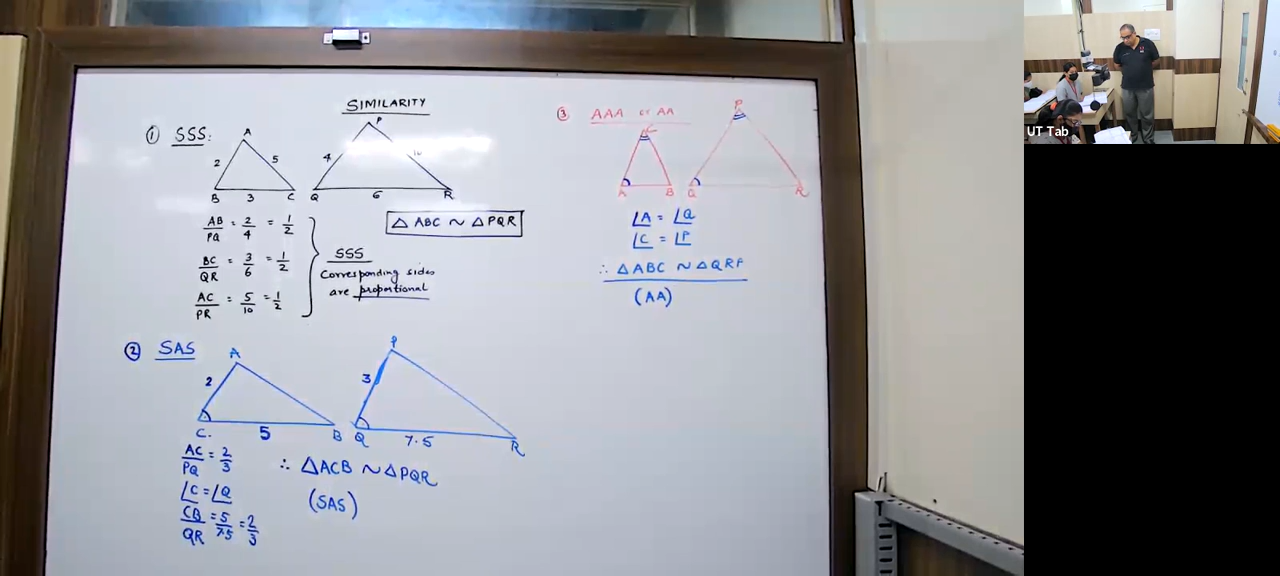 SIMILARITY
① SSS:
A
2
5
B
3
C
P
4
10
Q
6
R
AB/PQ = 2/4 = 1/2
BC/QR = 3/6 = 1/2
AC/PR = 5/10 = 1/2
SSS
Corresponding sides
are proportional
△ ABC ~ △ PQR
② SAS
A
2
C.
5
B
P
3
Q
7.5
R
AC/PQ = 2/3
∠C = ∠Q
CB/QR = 5/7.5 = 2/3
∴ △ACB ~ △PQR
(SAS)
③ AAA or AA
C
A
B
P
Q
R
∠A = ∠Q
∠C = ∠P
∴ △ABC ~ △QRP
(AA)
UT Tab